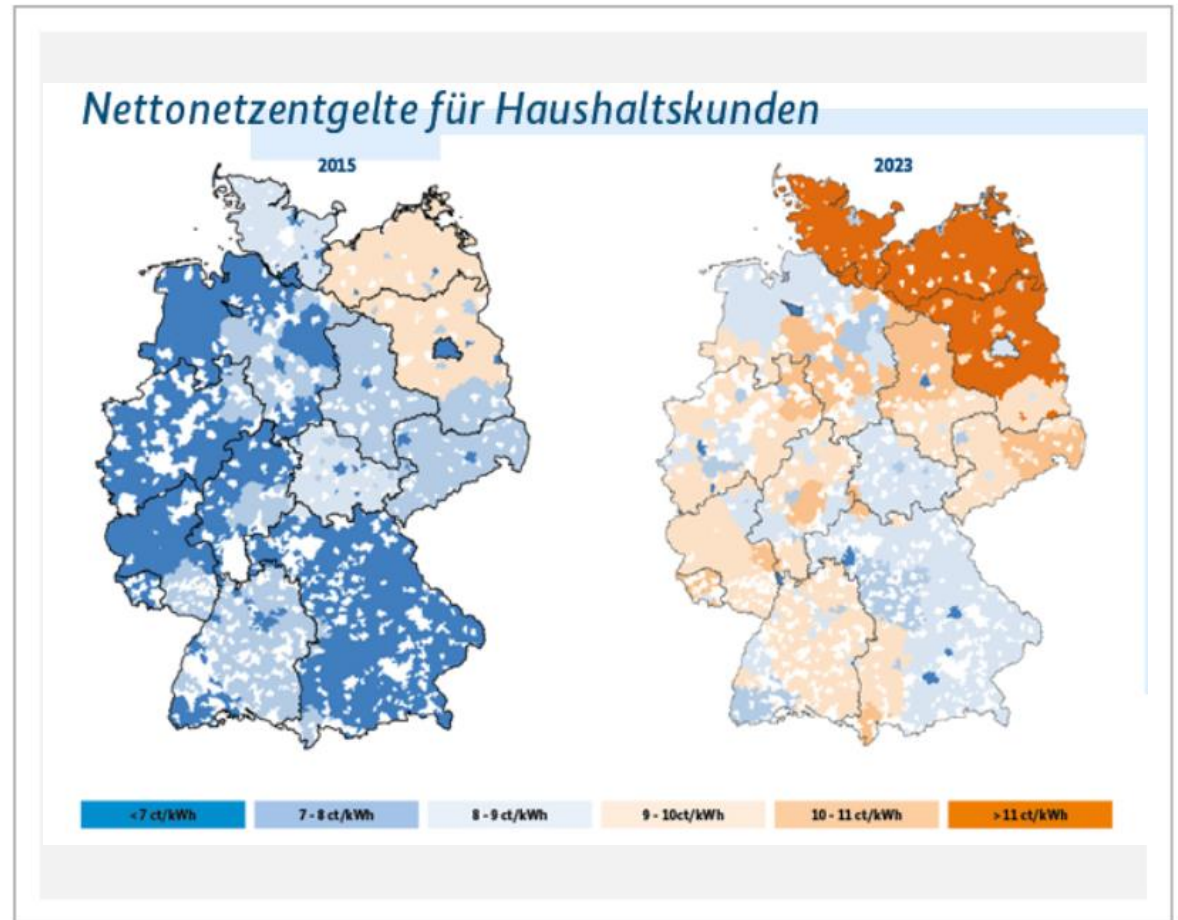 Nettonetzentgelte für Haushaltskunden
2015
2023
<7 ct/kWh
7 - 8 ct/kWh
8 - 9 ct/kWh
9 - 10ct/kWh
10 - 11 ct/kWh
>11 ct/kWh